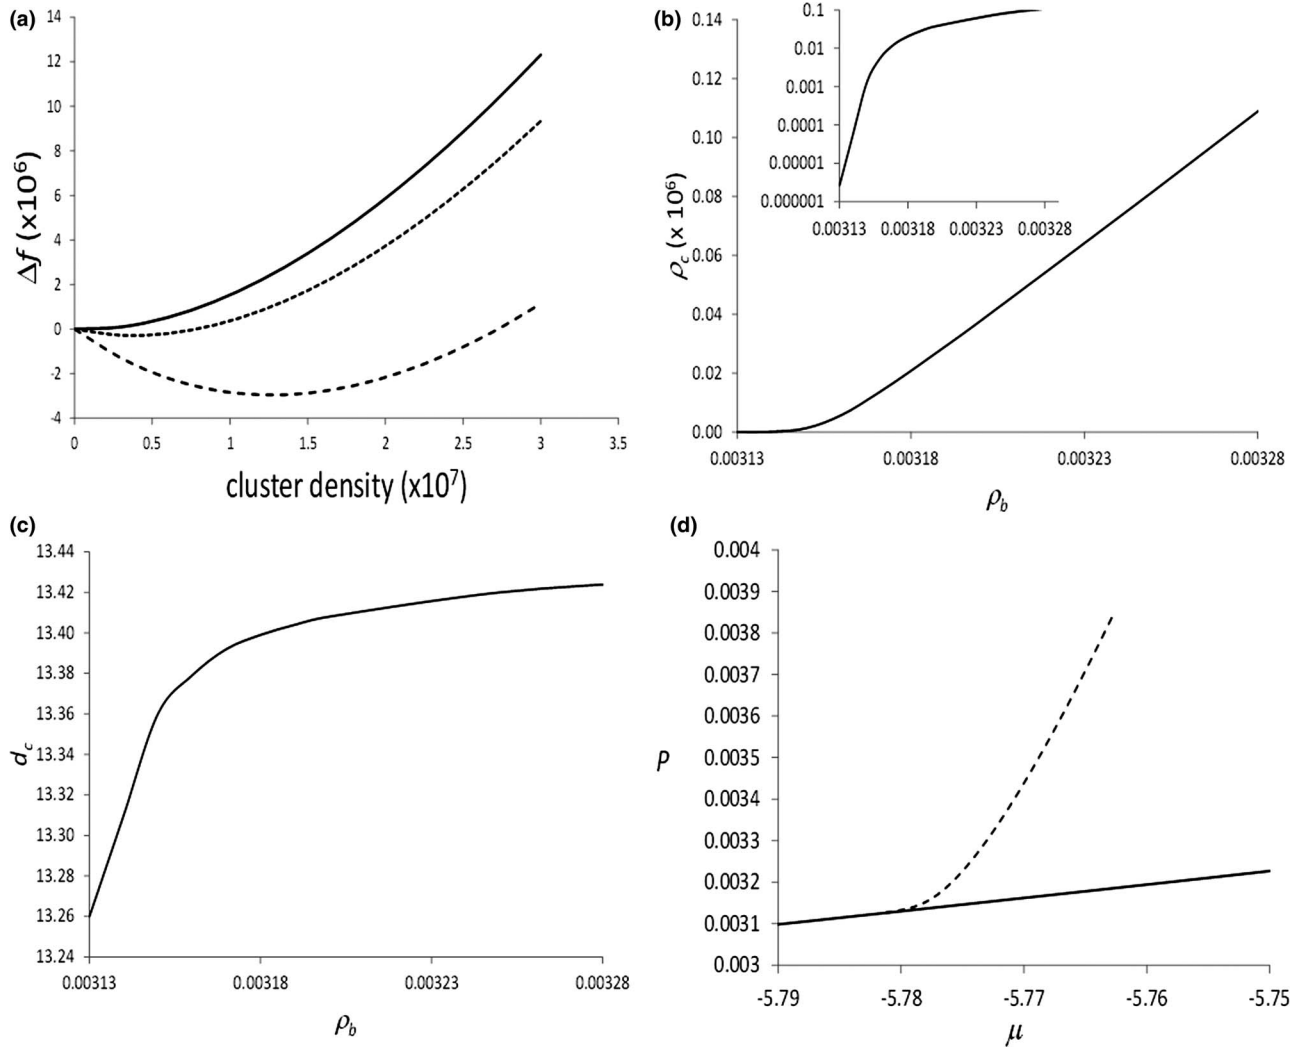 (a)
14
12
10
8
6
4
2
0
-2
-4
Δf (x10⁶)
0 0.5 1 1.5 2 2.5 3 3.5
cluster density (x10⁷)
(b)
0.14
0.12
0.10
0.08
0.06
0.04
0.02
0.00
ρc (x 10⁶)
0.00313 0.00318 0.00323 0.00328
ρb
0.1
0.01
0.001
0.0001
0.00001
0.000001
0.00313 0.00318 0.00323 0.00328
(c)
13.44
13.42
13.40
13.38
13.36
13.34
13.32
13.30
13.28
13.26
13.24
dc
0.00313 0.00318 0.00323 0.00328
ρb
(d)
0.004
0.0039
0.0038
0.0037
0.0036
0.0035
0.0034
0.0033
0.0032
0.0031
0.003
P
-5.79 -5.78 -5.77 -5.76 -5.75
μ